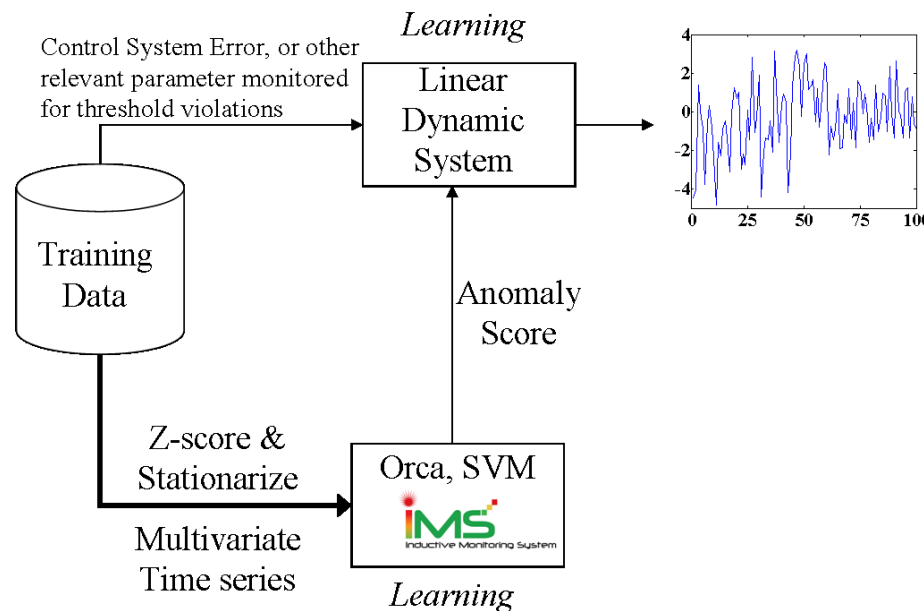 Learning
Control System Error, or other
relevant parameter monitored
for threshold violations
Linear
Dynamic
System
4
2
0
-2
-4
0
25
50
75
100
Training
Data
Anomaly
Score
Z-score &
Stationarize
Multivariate
Time series
Orca, SVM
iMS
Inductive Monitoring System
Learning